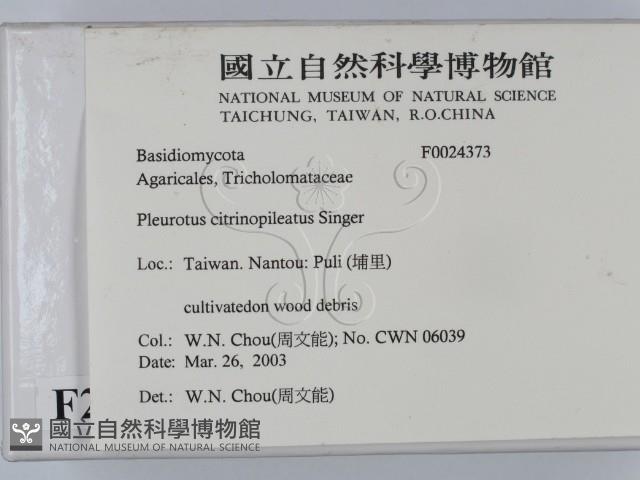 國立自然科學博物館
NATIONAL MUSEUM OF NATURAL SCIENCE
TAICHUNG, TAIWAN, R.O.CHINA
Basidiomycota F0024373
Agaricales, Tricholomataceae
Pleurotus citrinopileatus Singer
Loc.: Taiwan. Nantou: Puli (埔里)
cultivatedon wood debris
Col.: W.N. Chou(周文能); No. CWN 06039
Date: Mar. 26, 2003
Det.: W.N. Chou(周文能)
F2
國立自然科學博物館
NATIONAL MUSEUM OF NATURAL SCIENCE